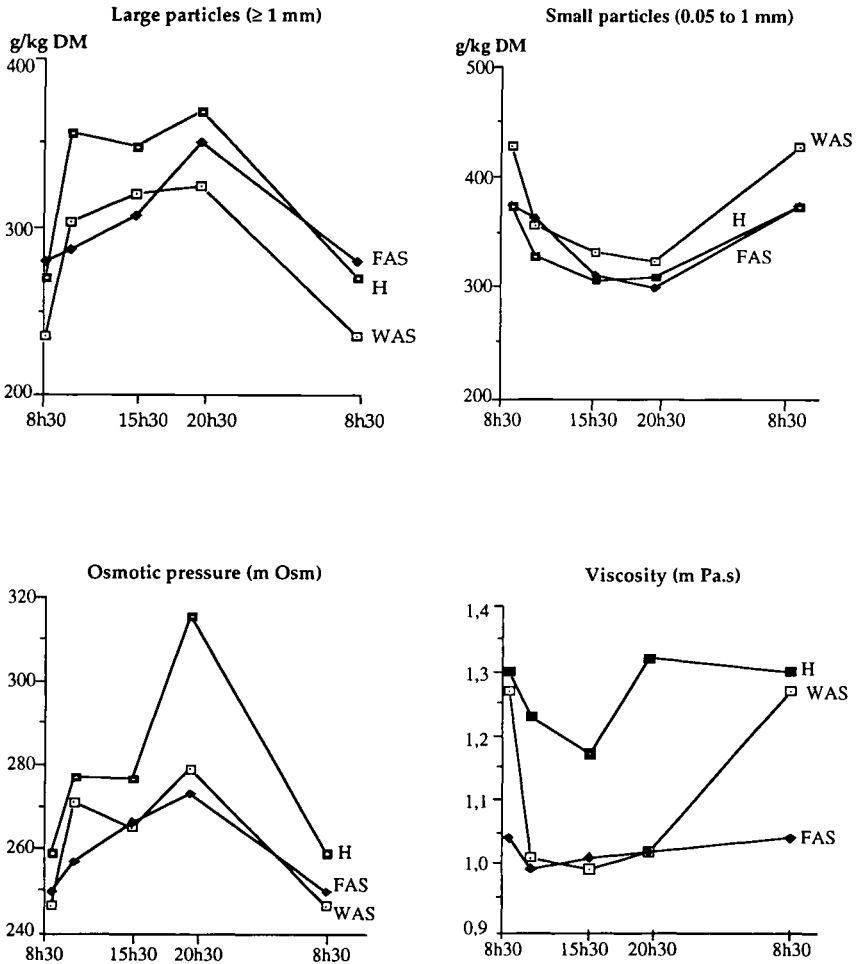 Large particles (≥ 1 mm)
g/kg DM
400
300
200
8h30 15h30 20h30 8h30
FAS
H
WAS
Small particles (0.05 to 1 mm)
g/kg DM
500
400
300
200
8h30 15h30 20h30 8h30
WAS
H
FAS
Osmotic pressure (m Osm)
320
300
280
260
240
8h30 15h30 20h30 8h30
H
FAS
WAS
Viscosity (m Pa.s)
1,4
1,3
1,2
1,1
1,0
0,9
8h30 15h30 20h30 8h30
H
WAS
FAS